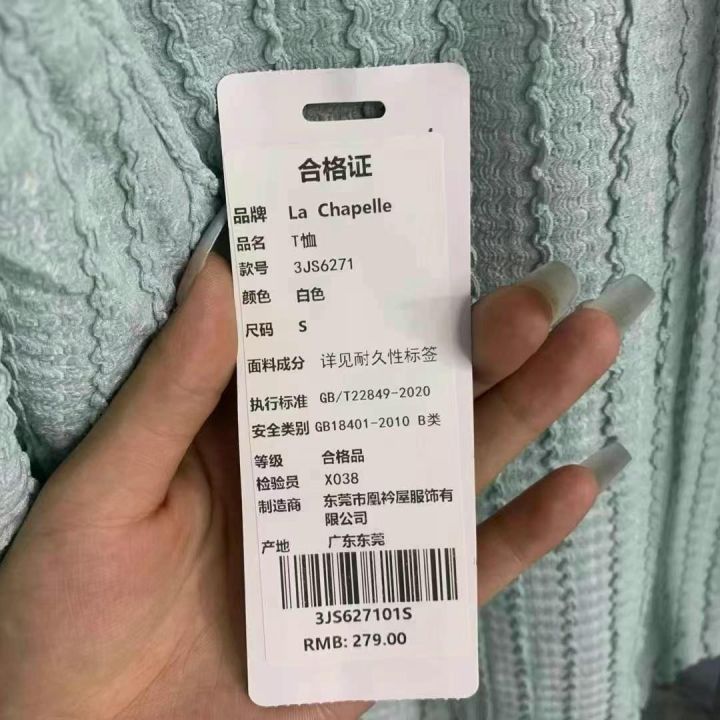 合格证
品牌 La Chapelle
品名 T恤
款号 3JS6271
颜色 白色
尺码 S
面料成分 详见耐久性标签
执行标准 GB/T22849-2020
安全类别 GB18401-2010 B类
等级 合格品
检验员 X038
制造商 东莞市凰衿屋服饰有
限公司
产地 广东东莞
3JS627101S
RMB: 279.00